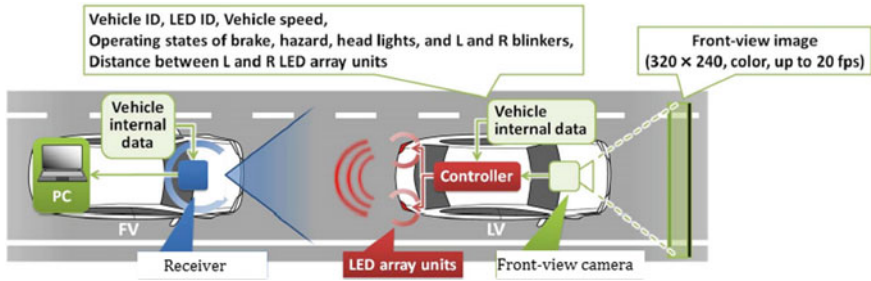 Vehicle ID, LED ID, Vehicle speed,
Operating states of brake, hazard, head lights, and L and R blinkers,
Distance between L and R LED array units
Front-view image
(320 × 240, color, up to 20 fps)
Vehicle
internal
data
Vehicle
internal data
PC
Controller
FV
LV
Receiver
LED array units
Front-view camera